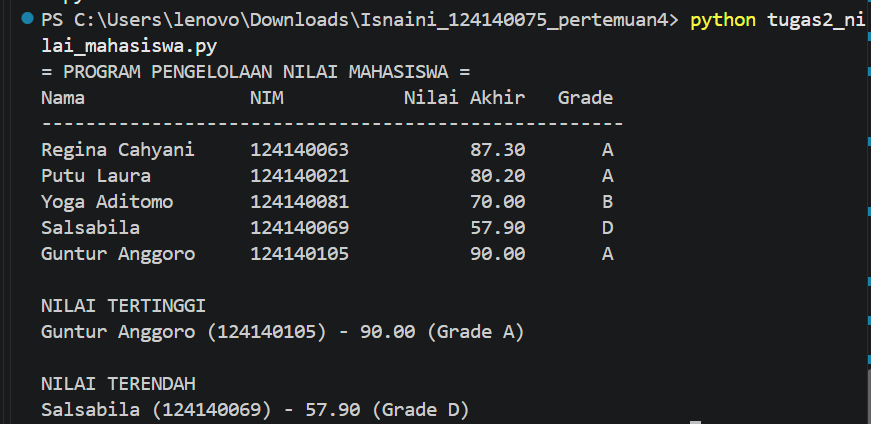 PS C:\Users\lenovo\Downloads\Isnaini_124140075_pertemuan4> python tugas2_ni
lai_mahasiswa.py
= PROGRAM PENGELOLAAN NILAI MAHASISWA =
Nama               NIM           Nilai Akhir   Grade
-----------------------------------------------------
Regina Cahyani     124140063           87.30       A
Putu Laura         124140021           80.20       A
Yoga Aditomo       124140081           70.00       B
Salsabila          124140069           57.90       D
Guntur Anggoro     124140105           90.00       A

NILAI TERTINGGI
Guntur Anggoro (124140105) - 90.00 (Grade A)

NILAI TERENDAH
Salsabila (124140069) - 57.90 (Grade D)